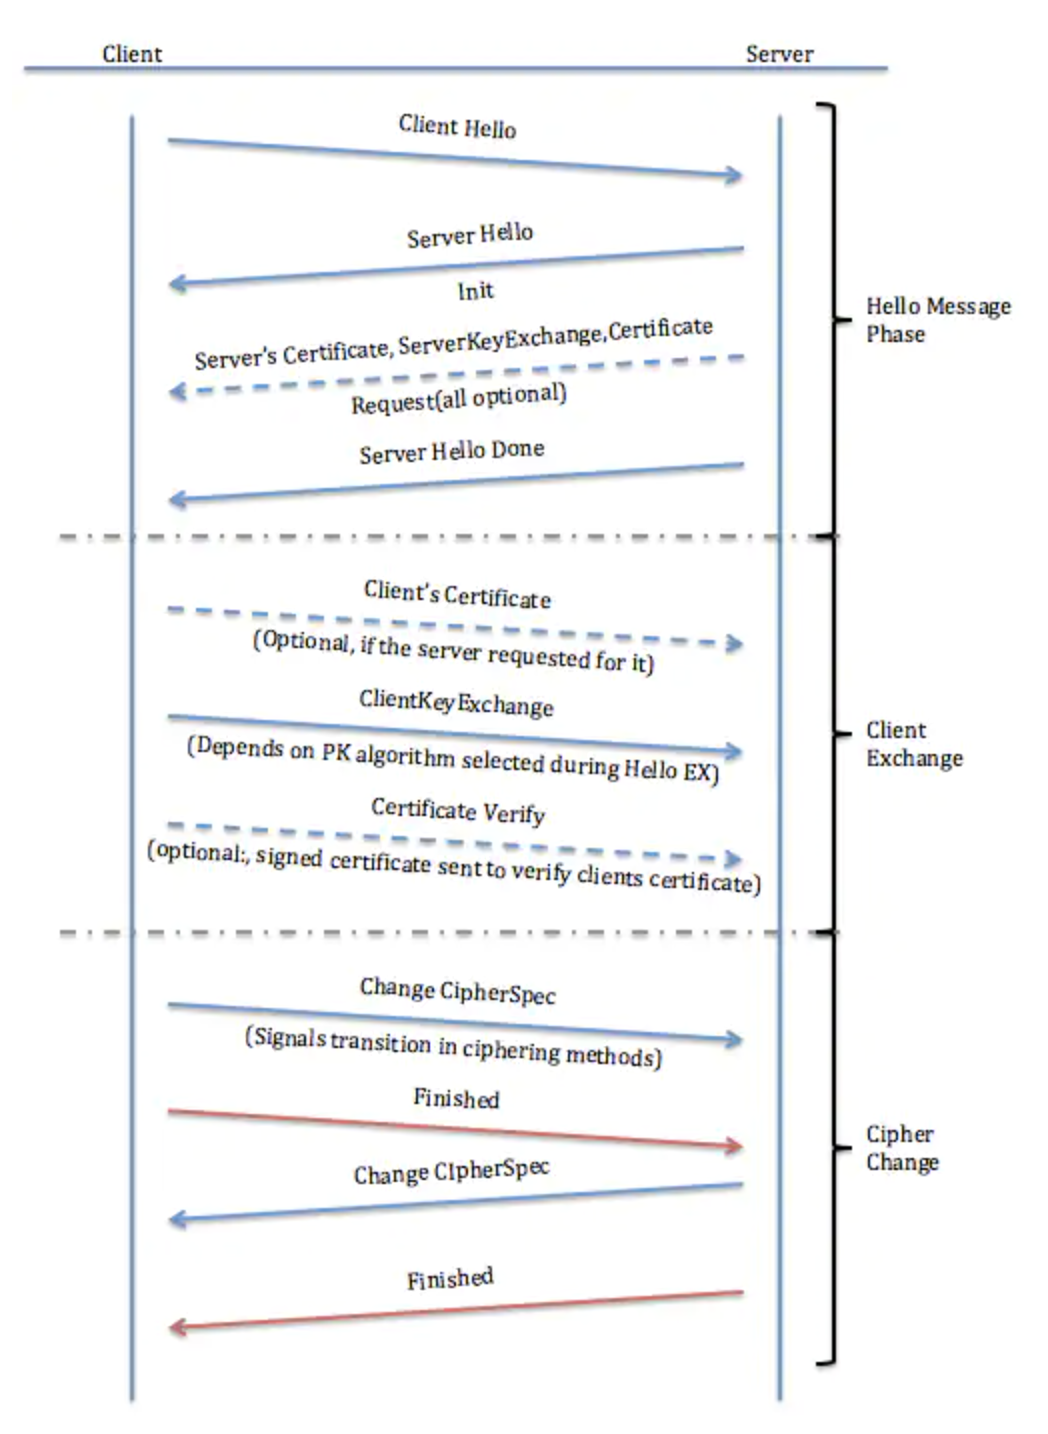 Client
Server
Client Hello
Server Hello
Init
Server's Certificate, ServerKeyExchange,Certificate
Request(all optional)
Server Hello Done
Hello Message
Phase
Client's Certificate
(Optional, if the server requested for it)
ClientKeyExchange
(Depends on PK algorithm selected during Hello EX)
Certificate Verify
(optional:, signed certificate sent to verify clients certificate)
Client
Exchange
Change CipherSpec
(Signals transition in ciphering methods)
Finished
Change CIpherSpec
Finished
Cipher
Change